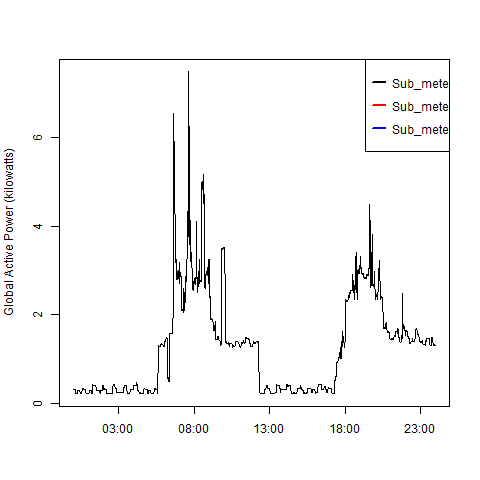 Global Active Power (kilowatts)
6
4
2
0
03:00 08:00 13:00 18:00 23:00
Sub_mete
Sub_mete
Sub_mete